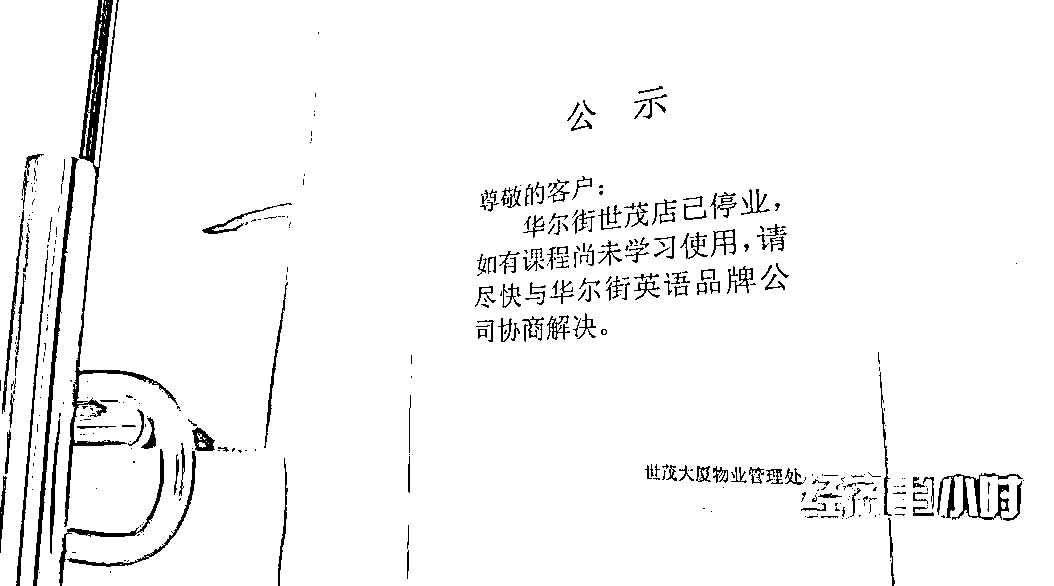 公 示
尊敬的客户：
华尔街世茂店已停业，
如有课程尚未学习使用，请
尽快与华尔街英语品牌公
司协商解决。
世茂大厦物业管理处
经济半小时